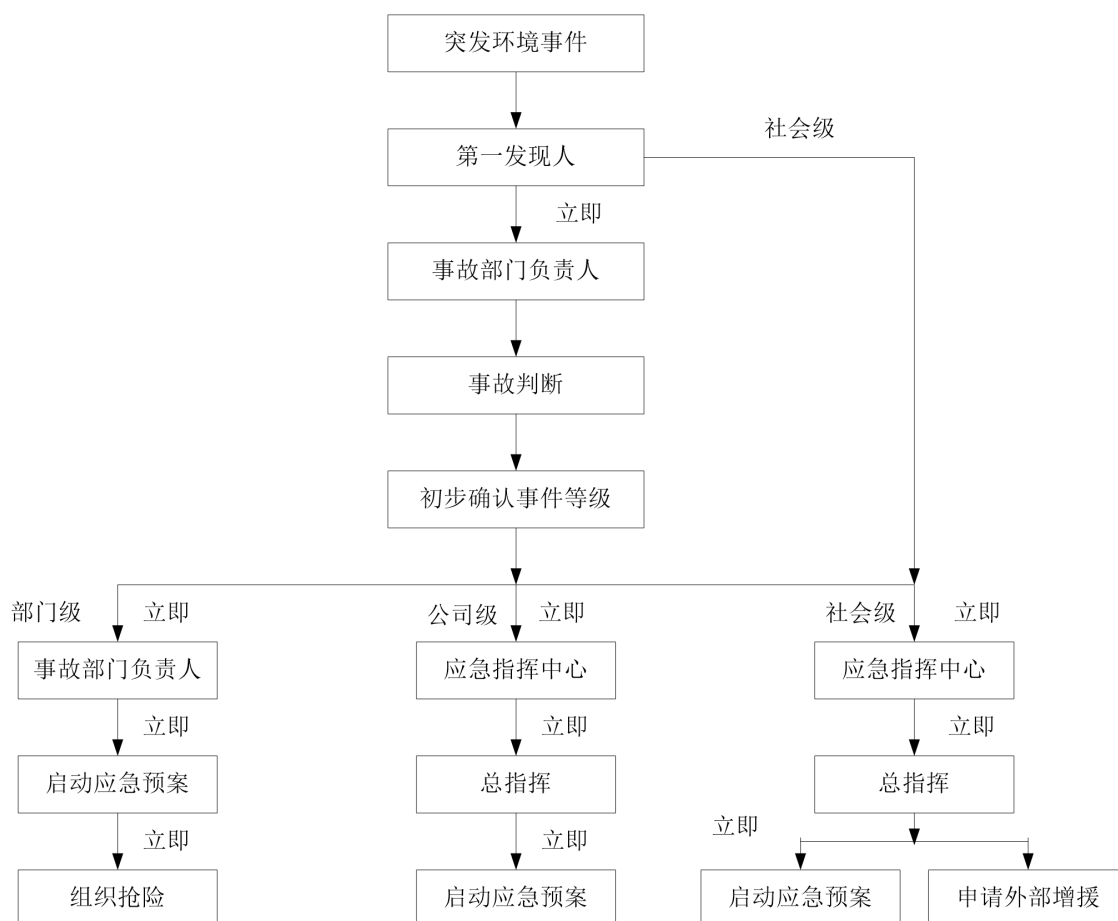 突发环境事件
社会级
第一发现人
立即
事故部门负责人
事故判断
初步确认事件等级
部门级 立即 公司级 立即 社会级 立即
事故部门负责人 应急指挥中心 应急指挥中心
立即 立即 立即
启动应急预案 总指挥 总指挥
立即 立即 立即
组织抢险 启动应急预案 启动应急预案 申请外部增援